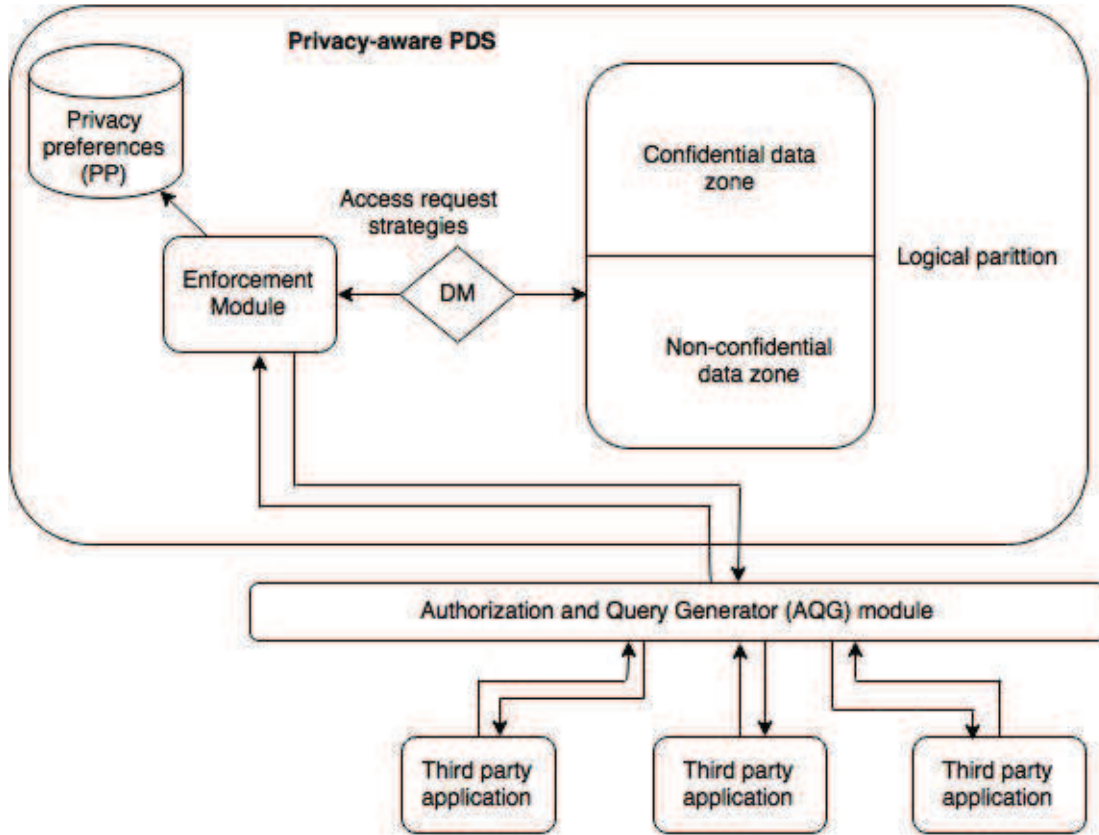 Privacy-aware PDS
Privacy
preferences
(PP)
Access request
strategies
Enforcement
Module
DM
Confidential data
zone
Logical parittion
Non-confidential
data zone
Authorization and Query Generator (AQG) module
Third party
application
Third party
application
Third party
application